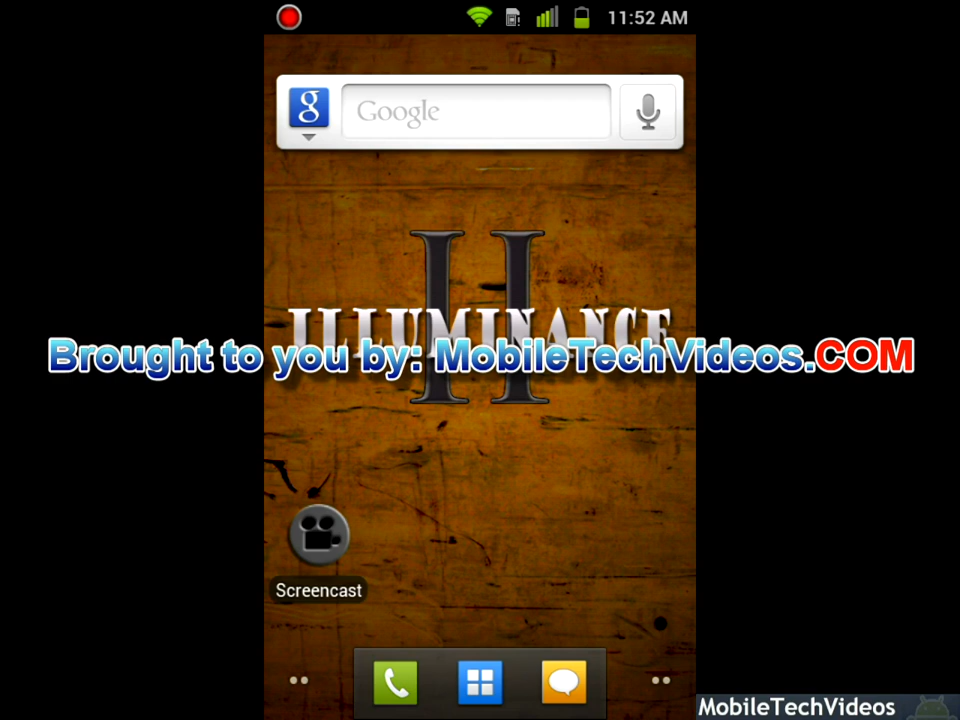 11:52 AM
g
Google
II
ILLUMINANCE
Brought to you by: MobileTechVideos.COM
Screencast
MobileTechVideos